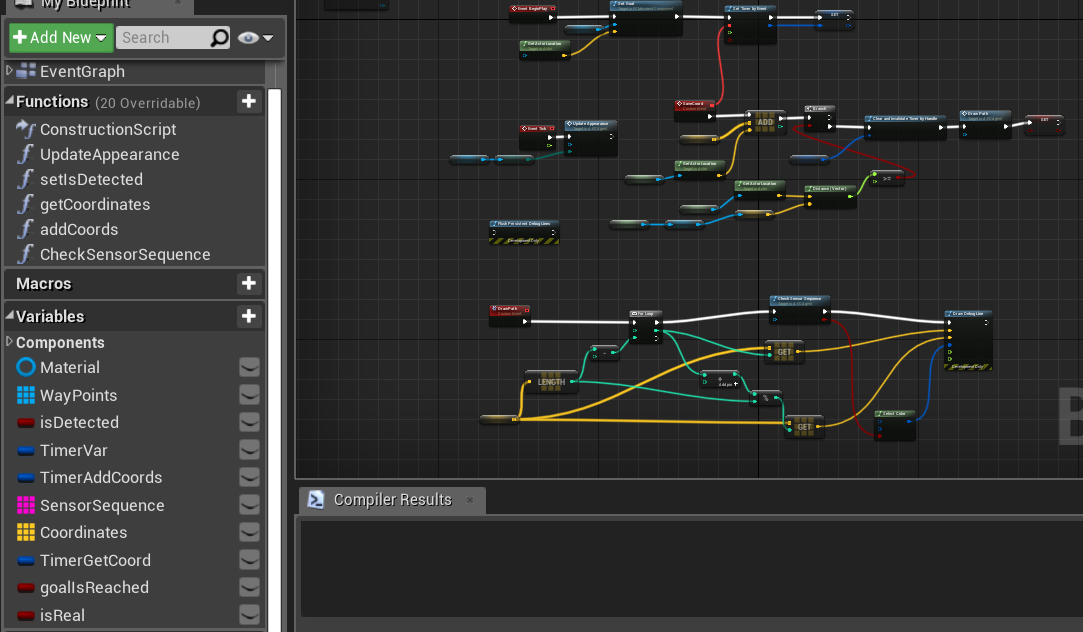 My Blueprint
Add New
Search
EventGraph
Functions (20 Overridable)
ConstructionScript
UpdateAppearance
setIsDetected
getCoordinates
addCoords
CheckSensorSequence
Macros
Variables
Components
Material
WayPoints
isDetected
TimerVar
TimerAddCoords
SensorSequence
Coordinates
TimerGetCoord
goalIsReached
isReal
Event BeginPlay
Set Timer by Event
SET
Get Actor Location
SaveCoord
ADD
Branch
Clear and Invalidate Timer by Handle
Draw Path
SET
Event Tick
Update Appearance
Get Actor Location
Get Actor Location
Distance (Vector)
>=
Flush Persistent Debug Lines
Development Only
DrawPath
For Loop
Check Sensor Sequence
Draw Debug Line
Development Only
GET
LENGTH
Add pin +
%
GET
Select Color
B
Compiler Results